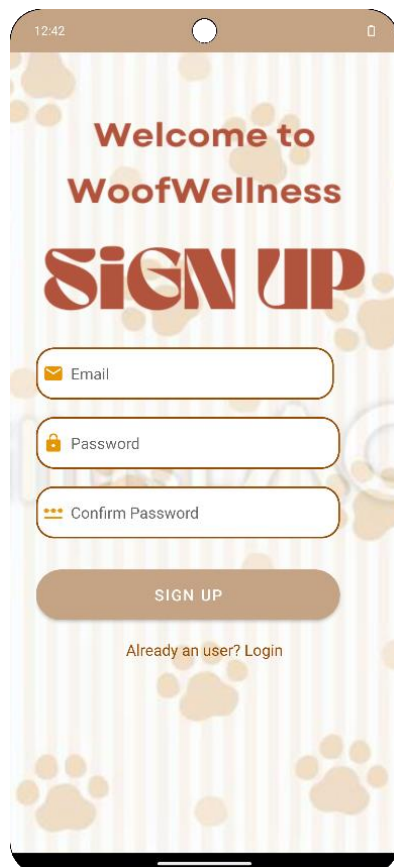 12:42
Welcome to
WoofWellness
SiGN UP
Email
Password
Confirm Password
SIGN UP
Already an user? Login